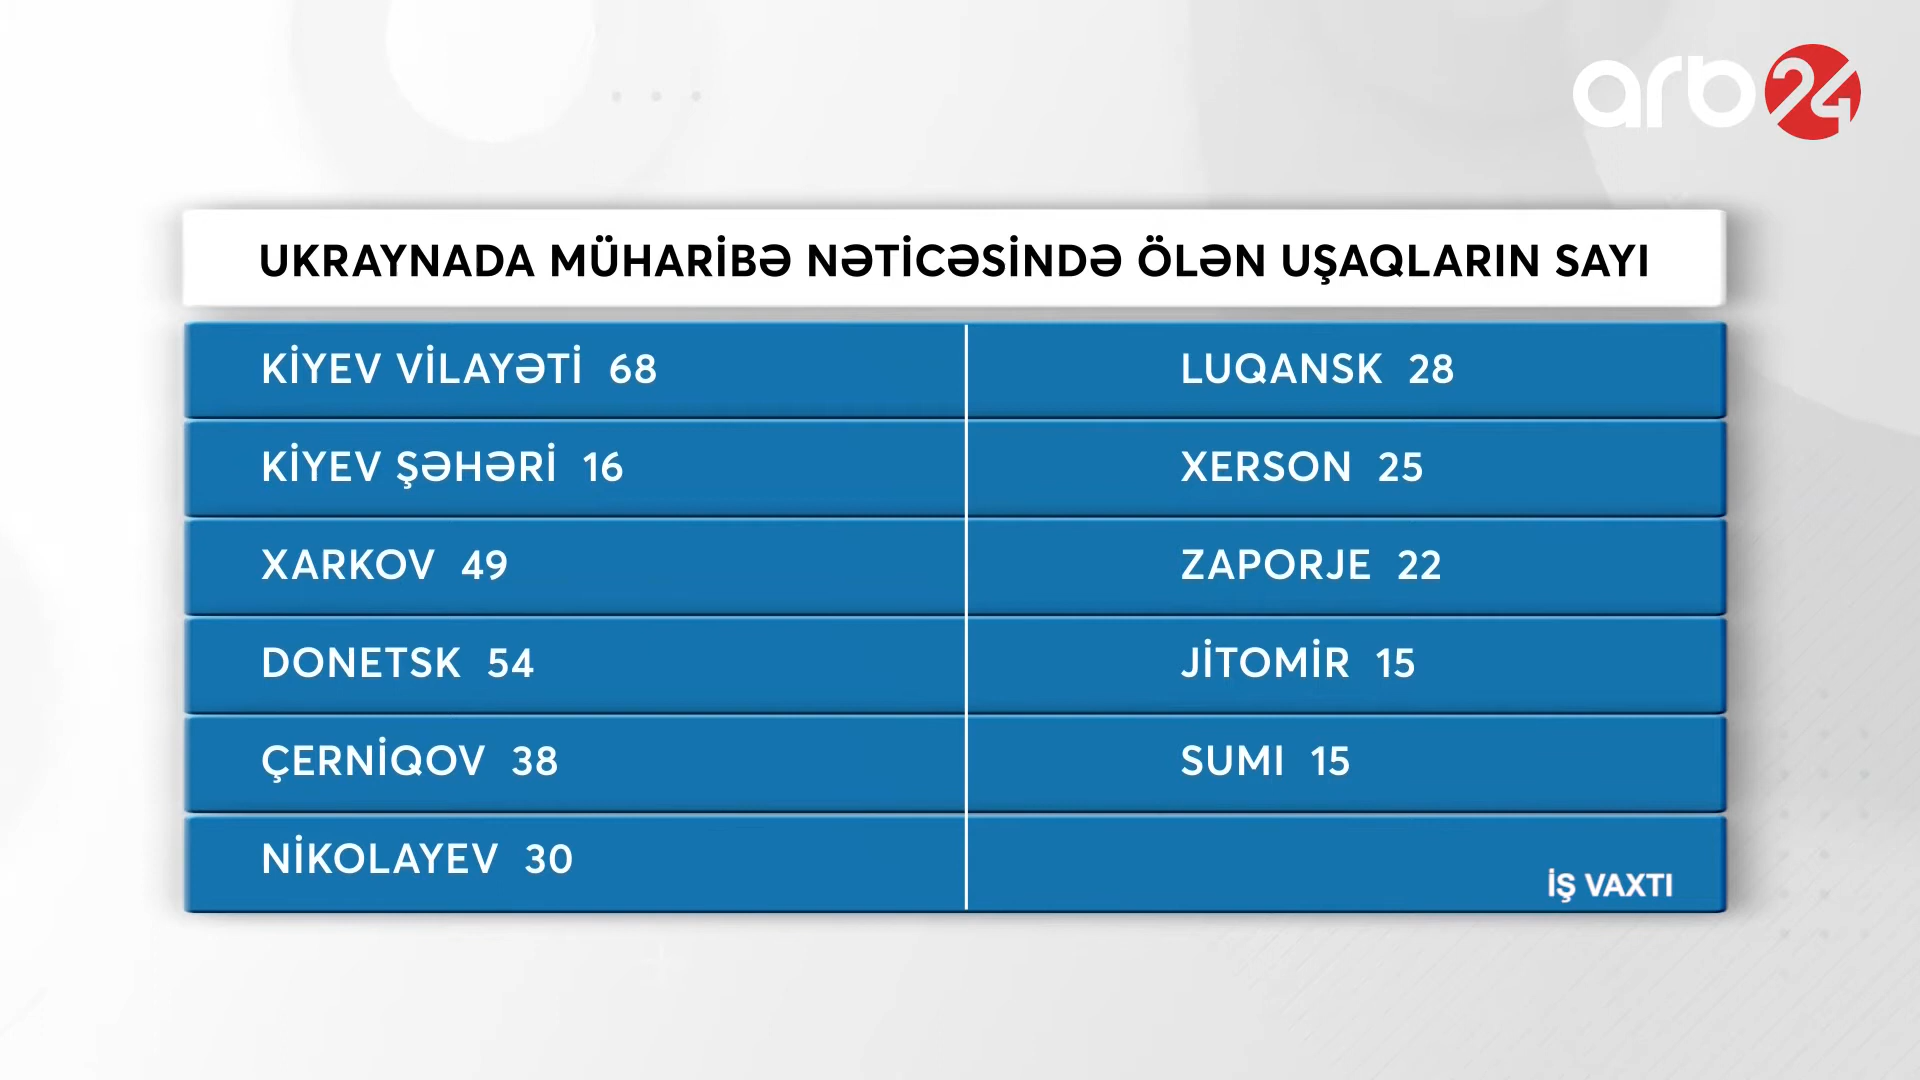 arb24
UKRAYNADA MÜHARİBƏ NƏTİCƏSİNDƏ ÖLƏN UŞAQLARIN SAYI
KİYEV VİLAYƏTİ 68
KİYEV ŞƏHƏRİ 16
XARKOV 49
DONETSK 54
ÇERNİQOV 38
NİKOLAYEV 30
LUQANSK 28
XERSON 25
ZAPORJE 22
JİTOMİR 15
SUMI 15
İŞ VAXTI